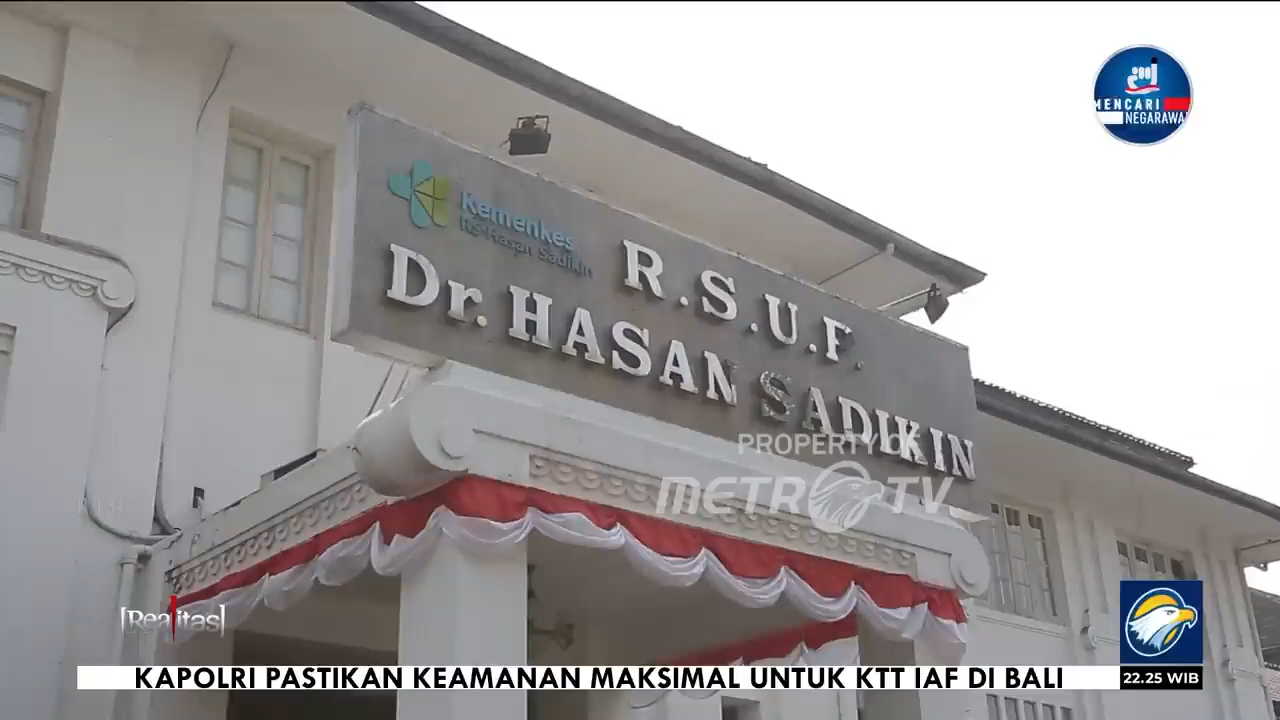 MENCARI
NEGARAWAN
Kemenkes
RS Hasan Sadikin
R.S.U.P.
Dr. HASAN SADIKIN
PROPERTY OF
METRO TV
[Realitas]
KAPOLRI PASTIKAN KEAMANAN MAKSIMAL UNTUK KTT IAF DI BALI
22.25 WIB